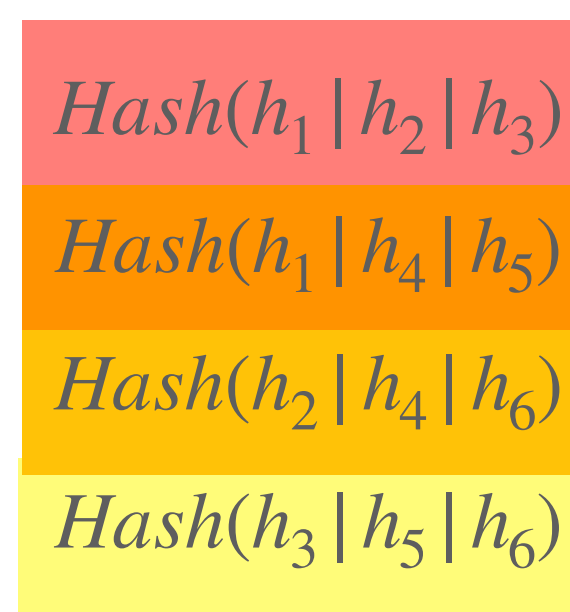 Hash(h₁ | h₂ | h₃)
Hash(h₁ | h₄ | h₅)
Hash(h₂ | h₄ | h₆)
Hash(h₃ | h₅ | h₆)